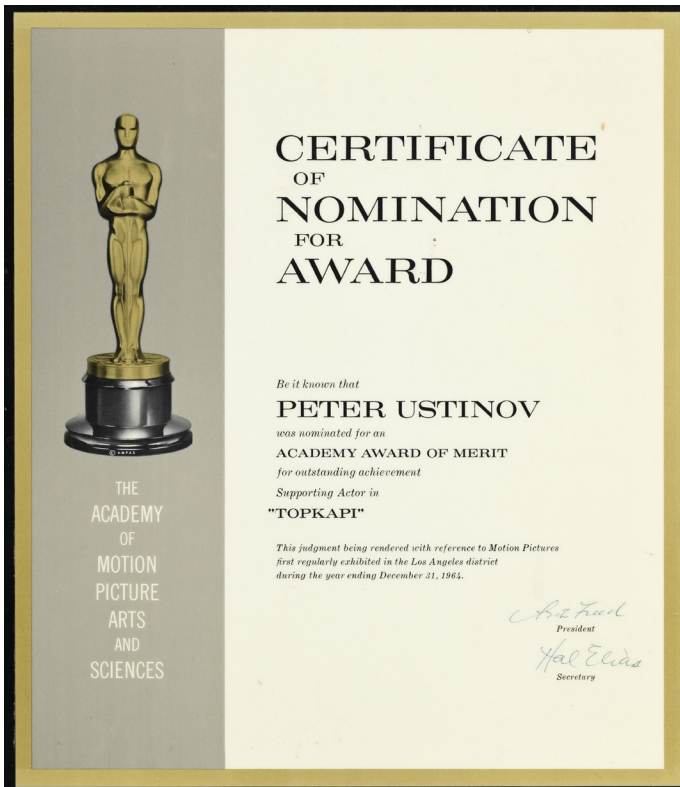 CERTIFICATE
OF
NOMINATION
FOR
AWARD
Be it known that
PETER USTINOV
was nominated for an
ACADEMY AWARD OF MERIT
for outstanding achievement
Supporting Actor in
"TOPKAPI"
This judgment being rendered with reference to Motion Pictures
first regularly exhibited in the Los Angeles district
during the year ending December 31, 1964.
President
Hal Elias
Secretary
© A.M.P.A.S
THE
ACADEMY
OF
MOTION
PICTURE
ARTS
AND
SCIENCES